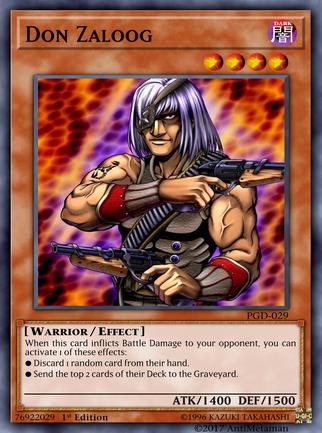 DON ZALOOG
DARK
闇
PGD-029
[WARRIOR / EFFECT]
When this card inflicts Battle Damage to your opponent, you can
activate 1 of these effects:
● Discard 1 random card from their hand.
● Send the top 2 cards of their Deck to the Graveyard.
ATK/1400 DEF/1500
76922029 1st Edition ©1996 KAZUKI TAKAHASHI
©2017 AntiMetaman